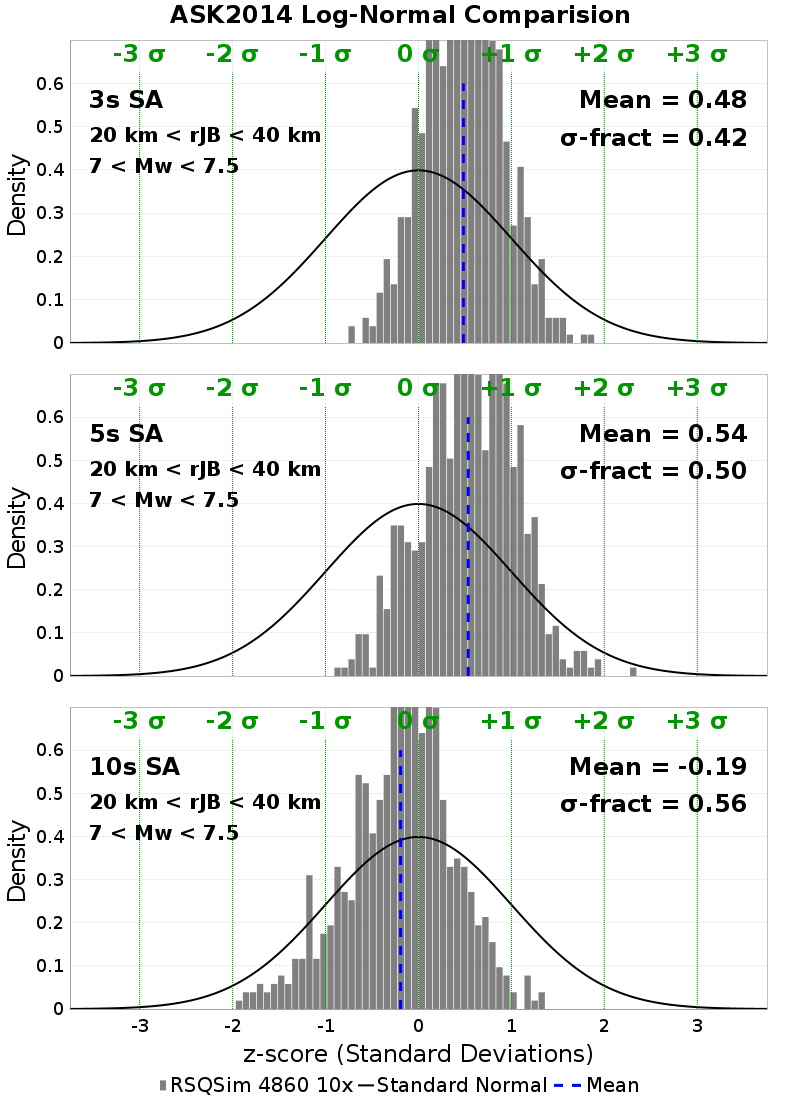 ASK2014 Log-Normal Comparision
-3 σ -2 σ -1 σ 0 σ +1 σ +2 σ +3 σ
0.6
3s SA Mean = 0.48
0.5
20 km < rJB < 40 km σ-fract = 0.42
7 < Mw < 7.5
0.4
0.3
0.2
0.1
0
Density
-3 σ -2 σ -1 σ 0 σ +1 σ +2 σ +3 σ
0.6
5s SA Mean = 0.54
0.5
20 km < rJB < 40 km σ-fract = 0.50
7 < Mw < 7.5
0.4
0.3
0.2
0.1
0
Density
-3 σ -2 σ -1 σ 0 σ +1 σ +2 σ +3 σ
0.6
10s SA Mean = -0.19
0.5
20 km < rJB < 40 km σ-fract = 0.56
7 < Mw < 7.5
0.4
0.3
0.2
0.1
0
Density
-3 -2 -1 0 1 2 3
z-score (Standard Deviations)
RSQSim 4860 10x Standard Normal Mean